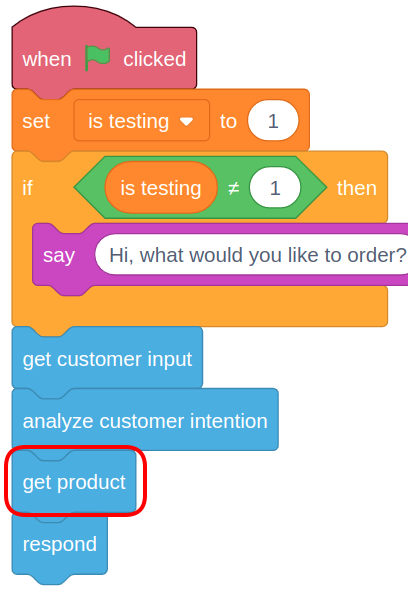 when clicked
set is testing to 1
if is testing ≠ 1 then
say Hi, what would you like to order?
get customer input
analyze customer intention
get product
respond